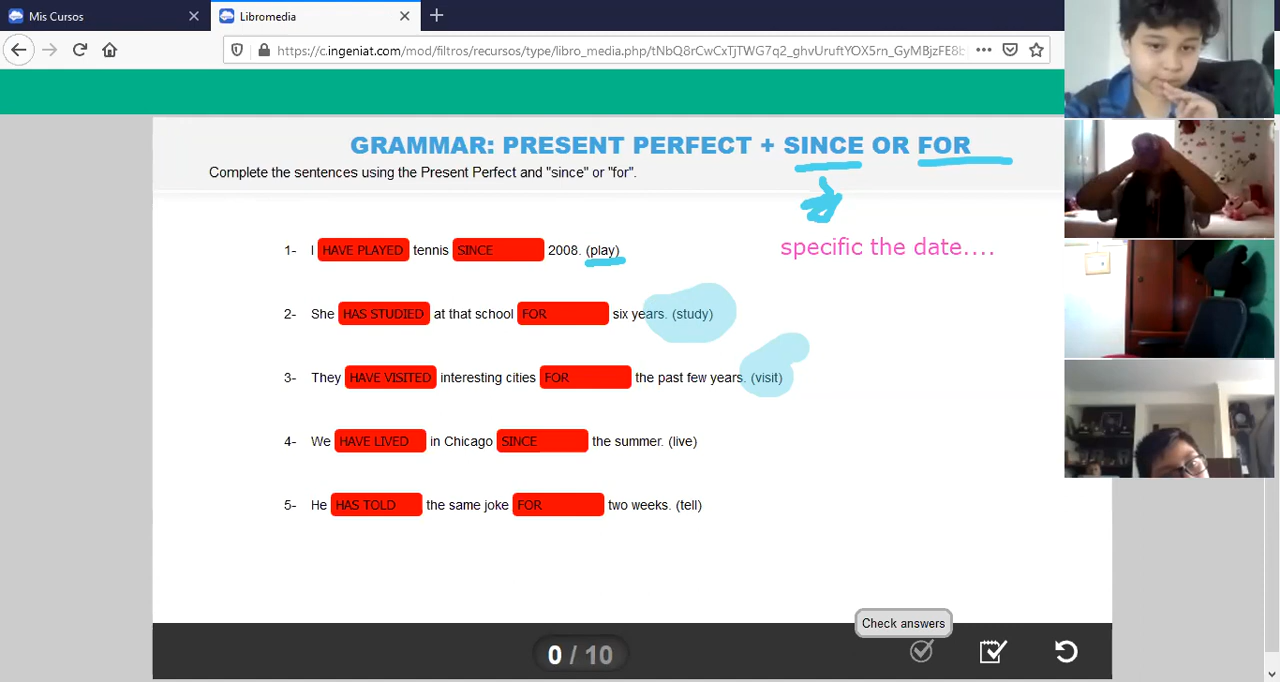 Mis Cursos
Libromedia
https://c.ingeniat.com/mod/filtros/recursos/type/libro_media.php/tNbQ8rCwCxTjTWG7q2_ghvUruftYOX5rn_GyMBjzFE8b
GRAMMAR: PRESENT PERFECT + SINCE OR FOR
Complete the sentences using the Present Perfect and "since" or "for".
specific the date....
1- I HAVE PLAYED tennis SINCE 2008. (play)
2- She HAS STUDIED at that school FOR six years. (study)
3- They HAVE VISITED interesting cities FOR the past few years. (visit)
4- We HAVE LIVED in Chicago SINCE the summer. (live)
5- He HAS TOLD the same joke FOR two weeks. (tell)
Check answers
0 / 10